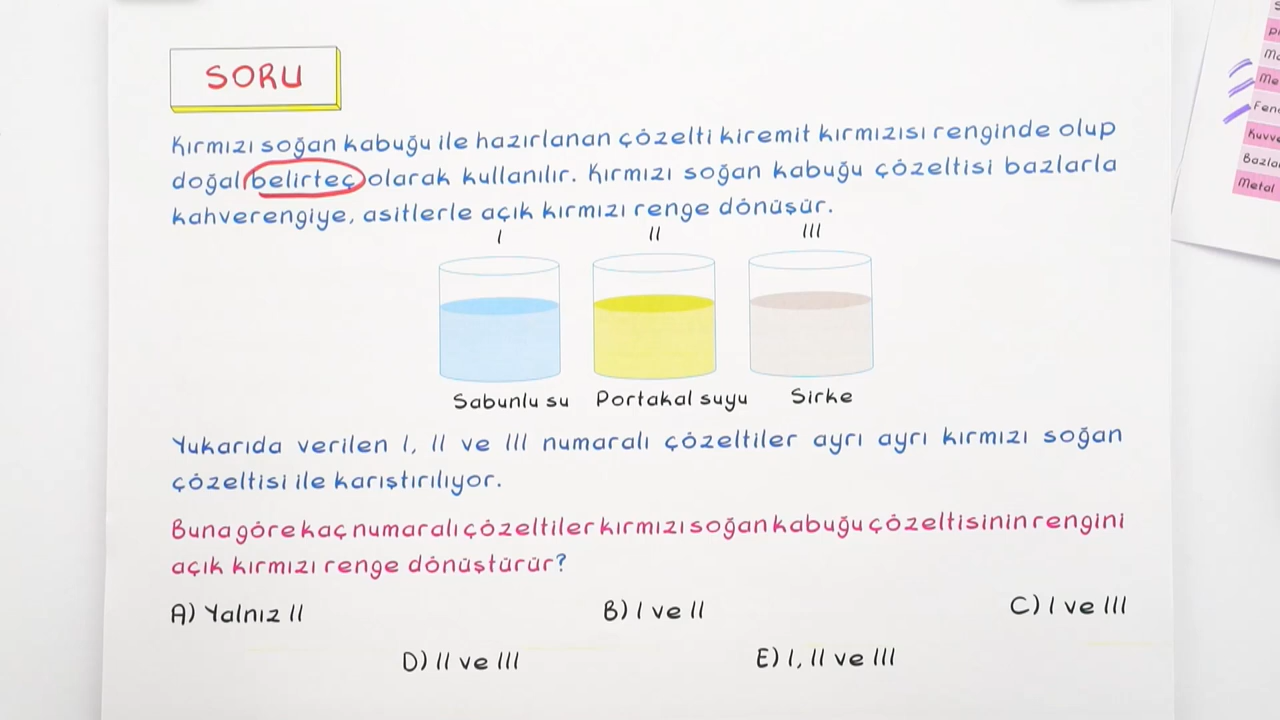 SORU
Kırmızı soğan kabuğu ile hazırlanan çözelti kiremit kırmızısı renginde olup
doğal belirteç olarak kullanılır. Kırmızı soğan kabuğu çözeltisi bazlarla
kahverengiye, asitlerle açık kırmızı renge dönüşür.
I II III
Sabunlu su Portakal suyu Sirke
Yukarıda verilen I, II ve III numaralı çözeltiler ayrı ayrı kırmızı soğan
çözeltisi ile karıştırılıyor.
Buna göre kaç numaralı çözeltiler kırmızı soğan kabuğu çözeltisinin rengini
açık kırmızı renge dönüştürür?
A) Yalnız II B) I ve II C) I ve III
D) II ve III E) I, II ve III
Metal